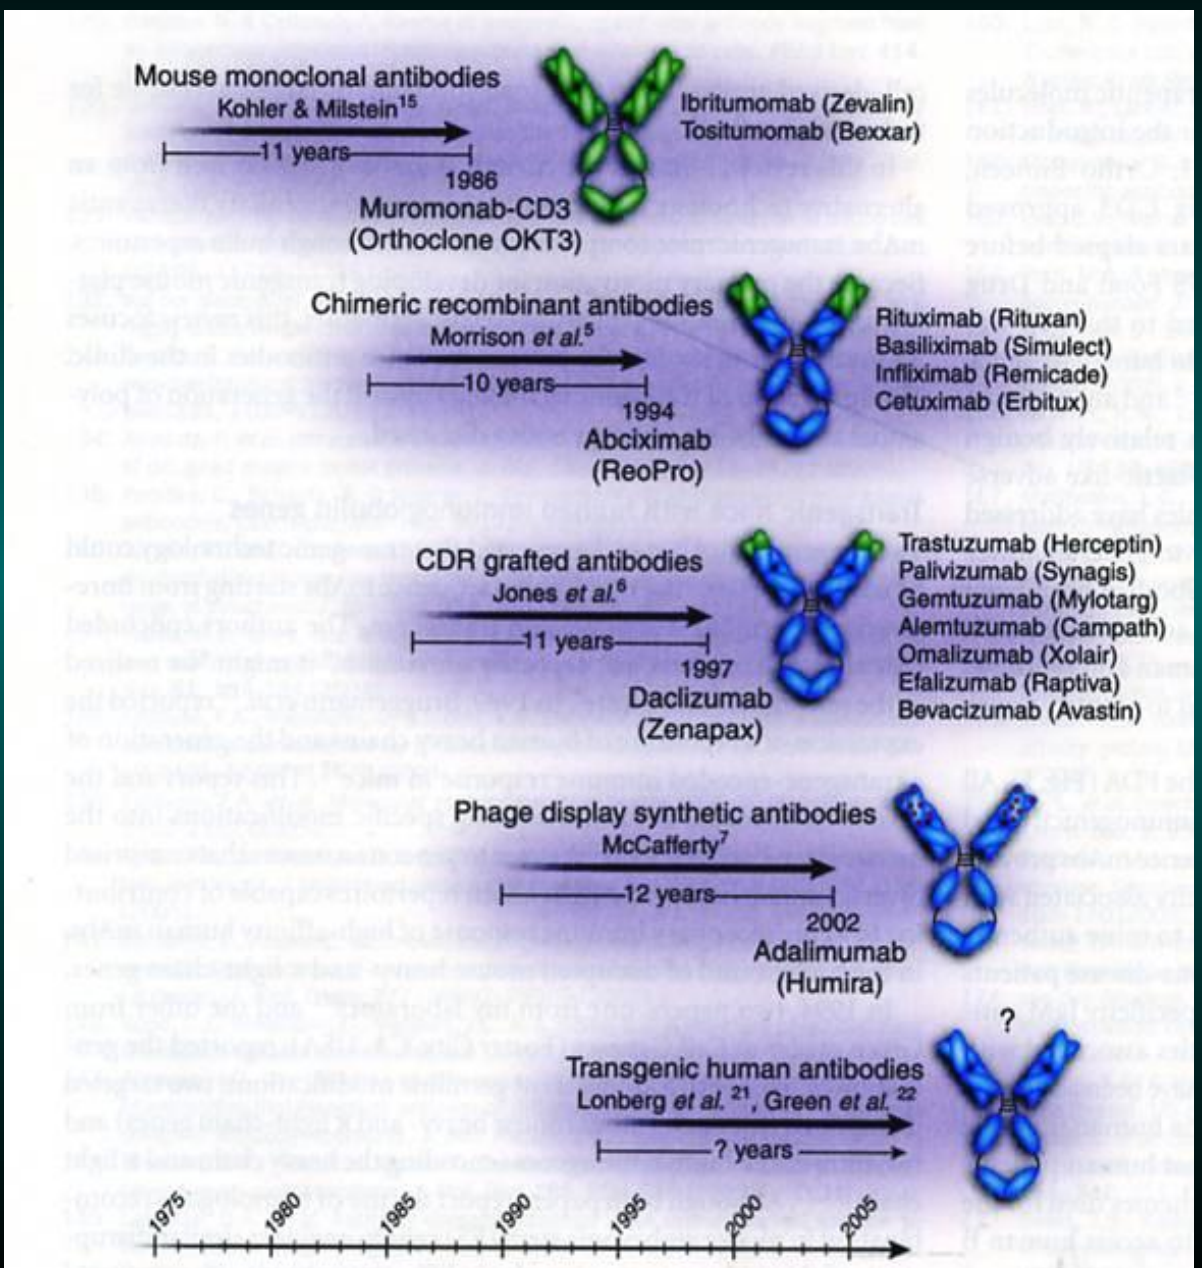 Mouse monoclonal antibodies
Kohler & Milstein15
11 years
1986
Muromonab-CD3
(Orthoclone OKT3)
Ibritumomab (Zevalin)
Tositumomab (Bexxar)
Chimeric recombinant antibodies
Morrison et al.5
10 years
1994
Abciximab
(ReoPro)
Rituximab (Rituxan)
Basiliximab (Simulect)
Infliximab (Remicade)
Cetuximab (Erbitux)
CDR grafted antibodies
Jones et al.6
11 years
1997
Daclizumab
(Zenapax)
Trastuzumab (Herceptin)
Palivizumab (Synagis)
Gemtuzumab (Mylotarg)
Alemtuzumab (Campath)
Omalizumab (Xolair)
Efalizumab (Raptiva)
Bevacizumab (Avastin)
Phage display synthetic antibodies
McCafferty7
12 years
2002
Adalimumab
(Humira)
?
Transgenic human antibodies
Lonberg et al. 21, Green et al. 22
? years
1975
1980
1985
1990
1995
2000
2005